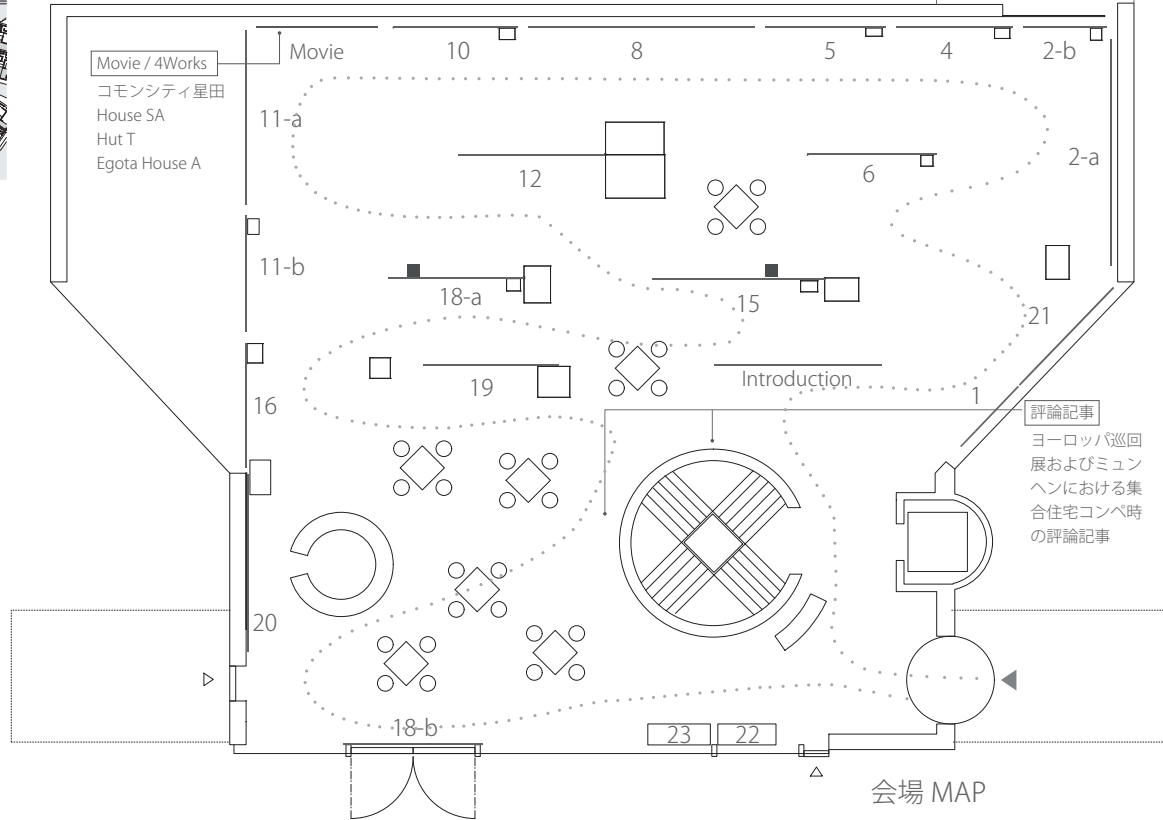 Movie / 4Works
コモンシティ星田
House SA
Hut T
Egota House A
Movie
10
8
5
4
2-b
11-a
2-a
12
6
11-b
18-a
15
21
19
Introduction
16
1
評論記事
ヨーロッパ巡回
展およびミュン
ヘンにおける集
合住宅コンペ時
の評論記事
20
18-b
23
22
会場 MAP